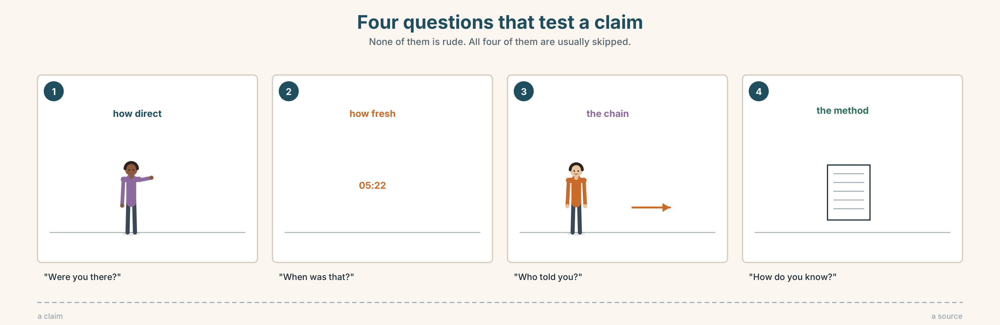 Four questions that test a claim
None of them is rude. All four of them are usually skipped.
1
how direct
"Were you there?"
2
how fresh
05:22
"When was that?"
3
the chain
"Who told you?"
4
the method
"How do you know?"
a claim
a source